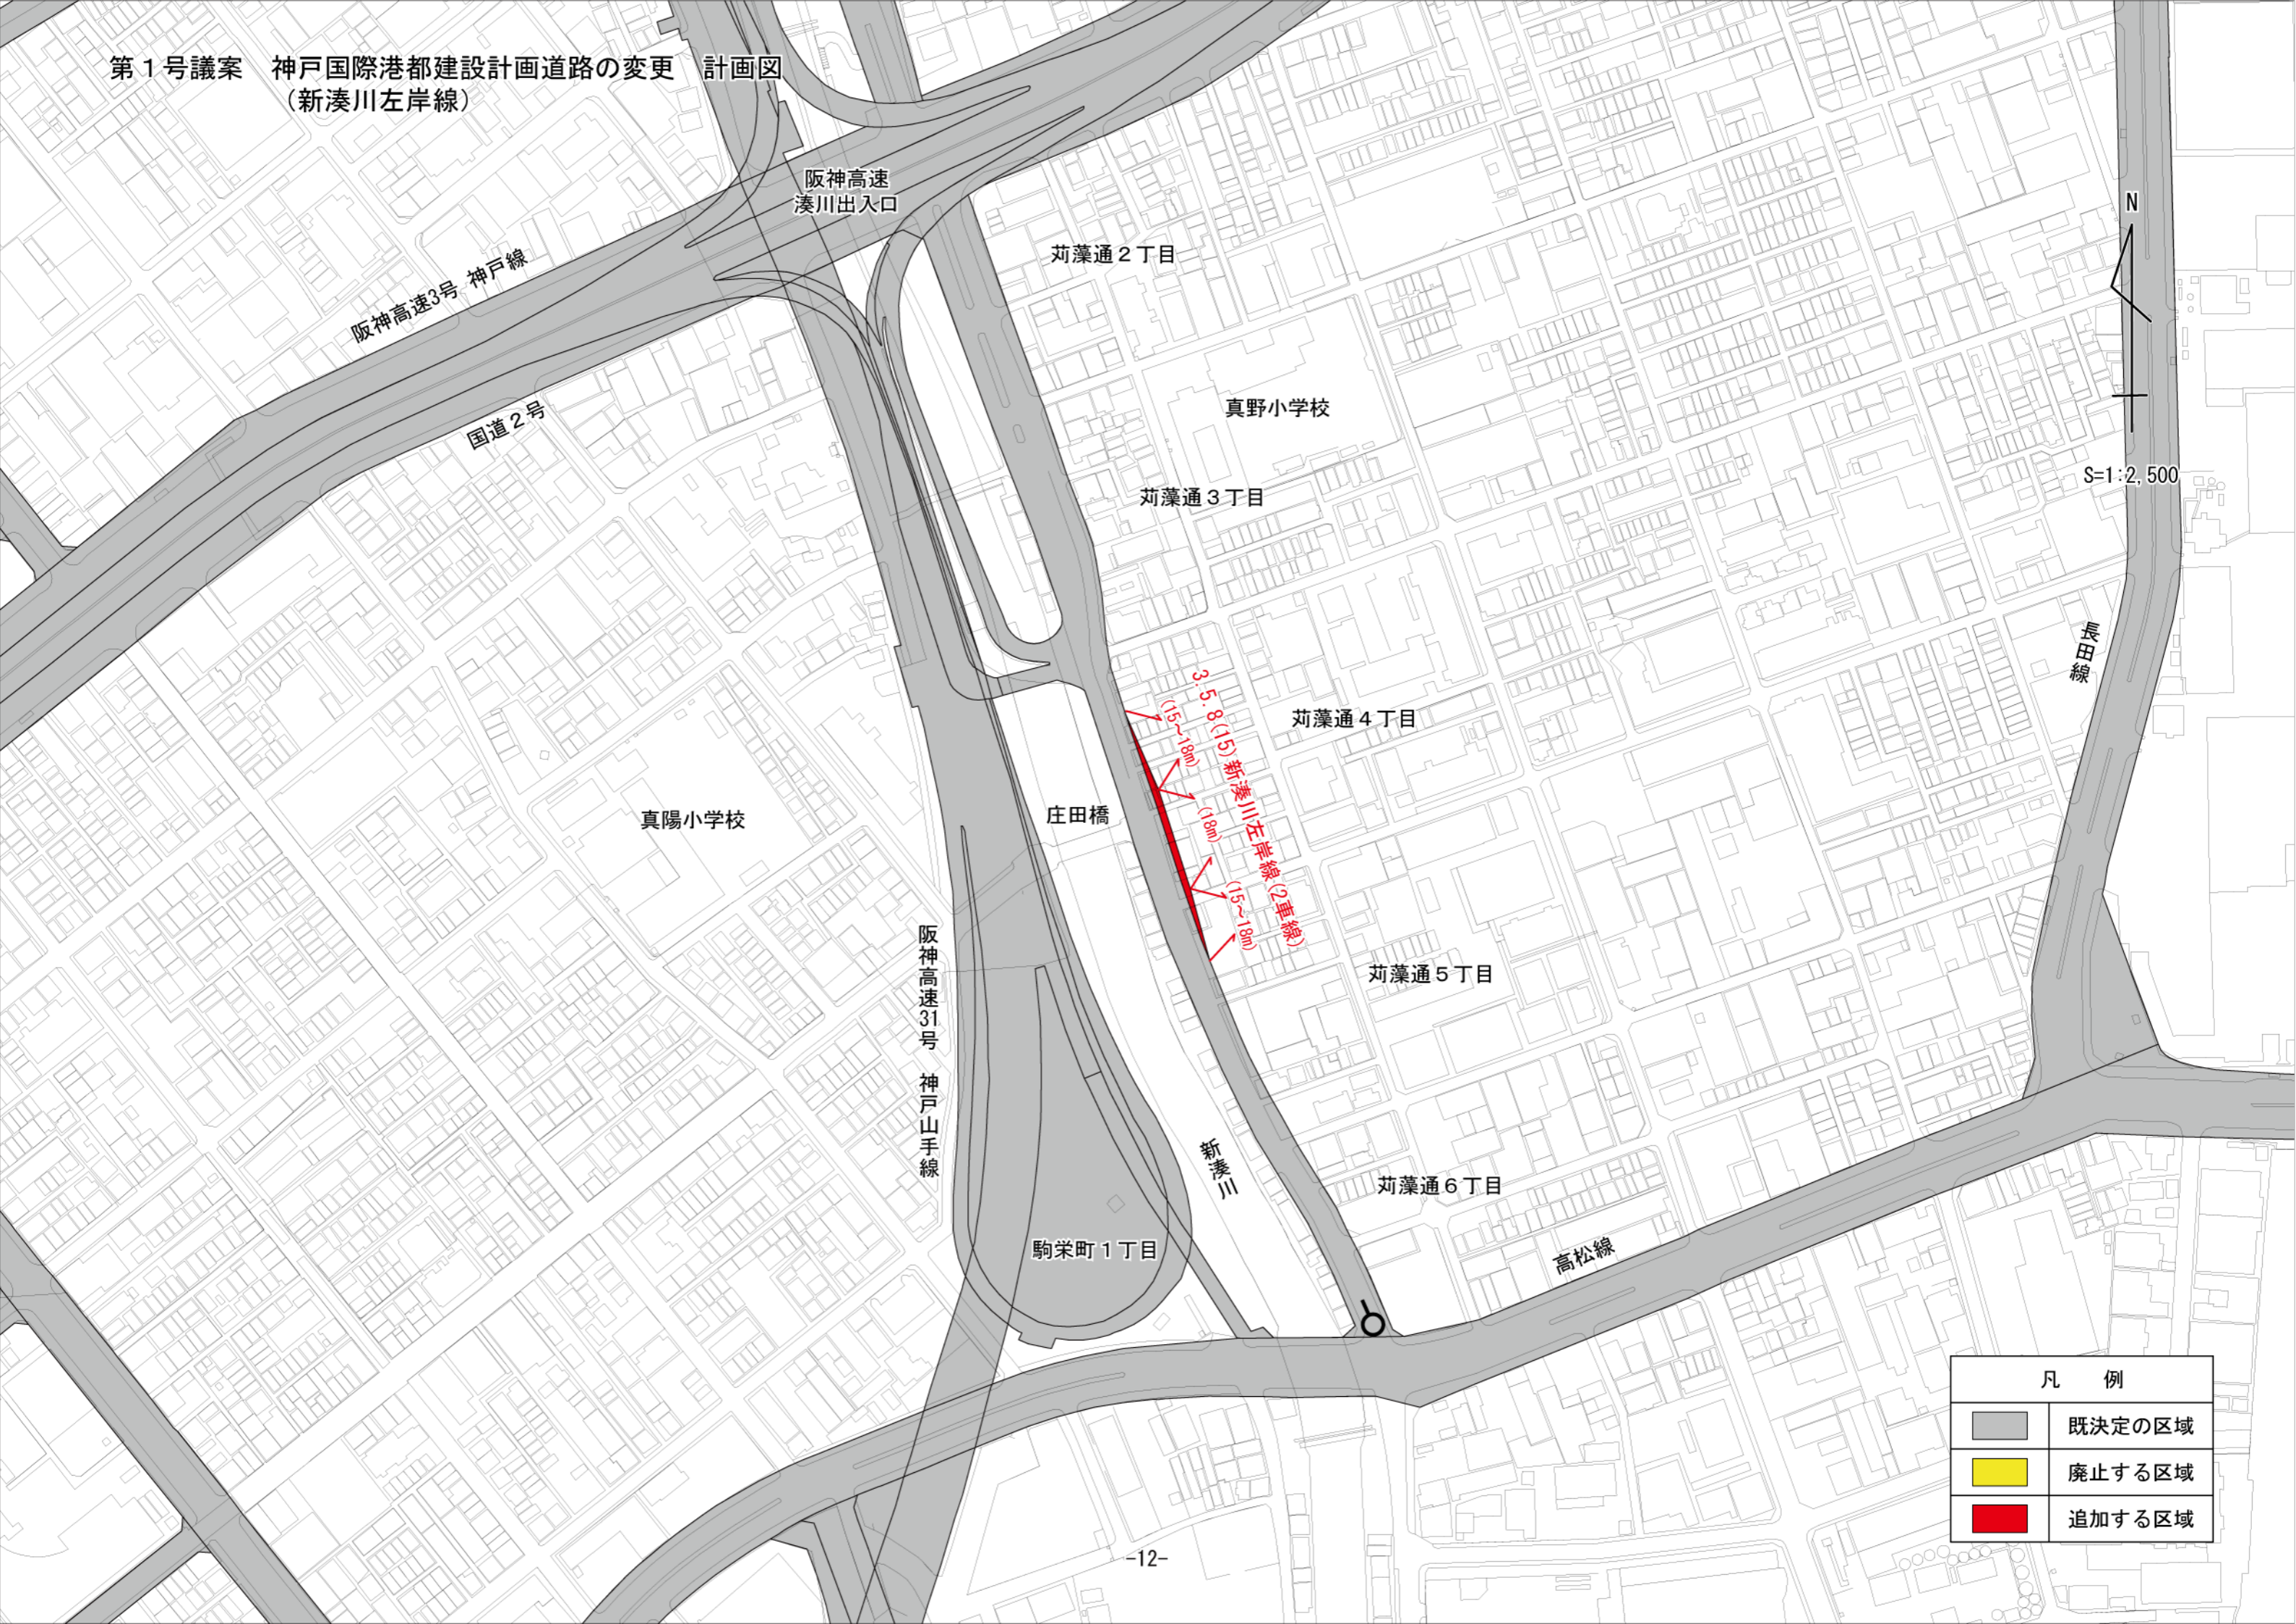 第１号議案　神戸国際港都建設計画道路の変更　計画図
（新湊川左岸線）
阪神高速
湊川出入口
苅藻通２丁目
N
阪神高速3号 神戸線
国道２号
真野小学校
S=1:2,500
苅藻通３丁目
長田線
3.5.8(15)新湊川左岸線(2車線)
(15～18m)
(18m)
(15～18m)
苅藻通４丁目
真陽小学校
庄田橋
阪神高速31号　神戸山手線
苅藻通５丁目
新湊川
苅藻通６丁目
駒栄町１丁目
高松線
凡　例
既決定の区域
廃止する区域
追加する区域
-12-